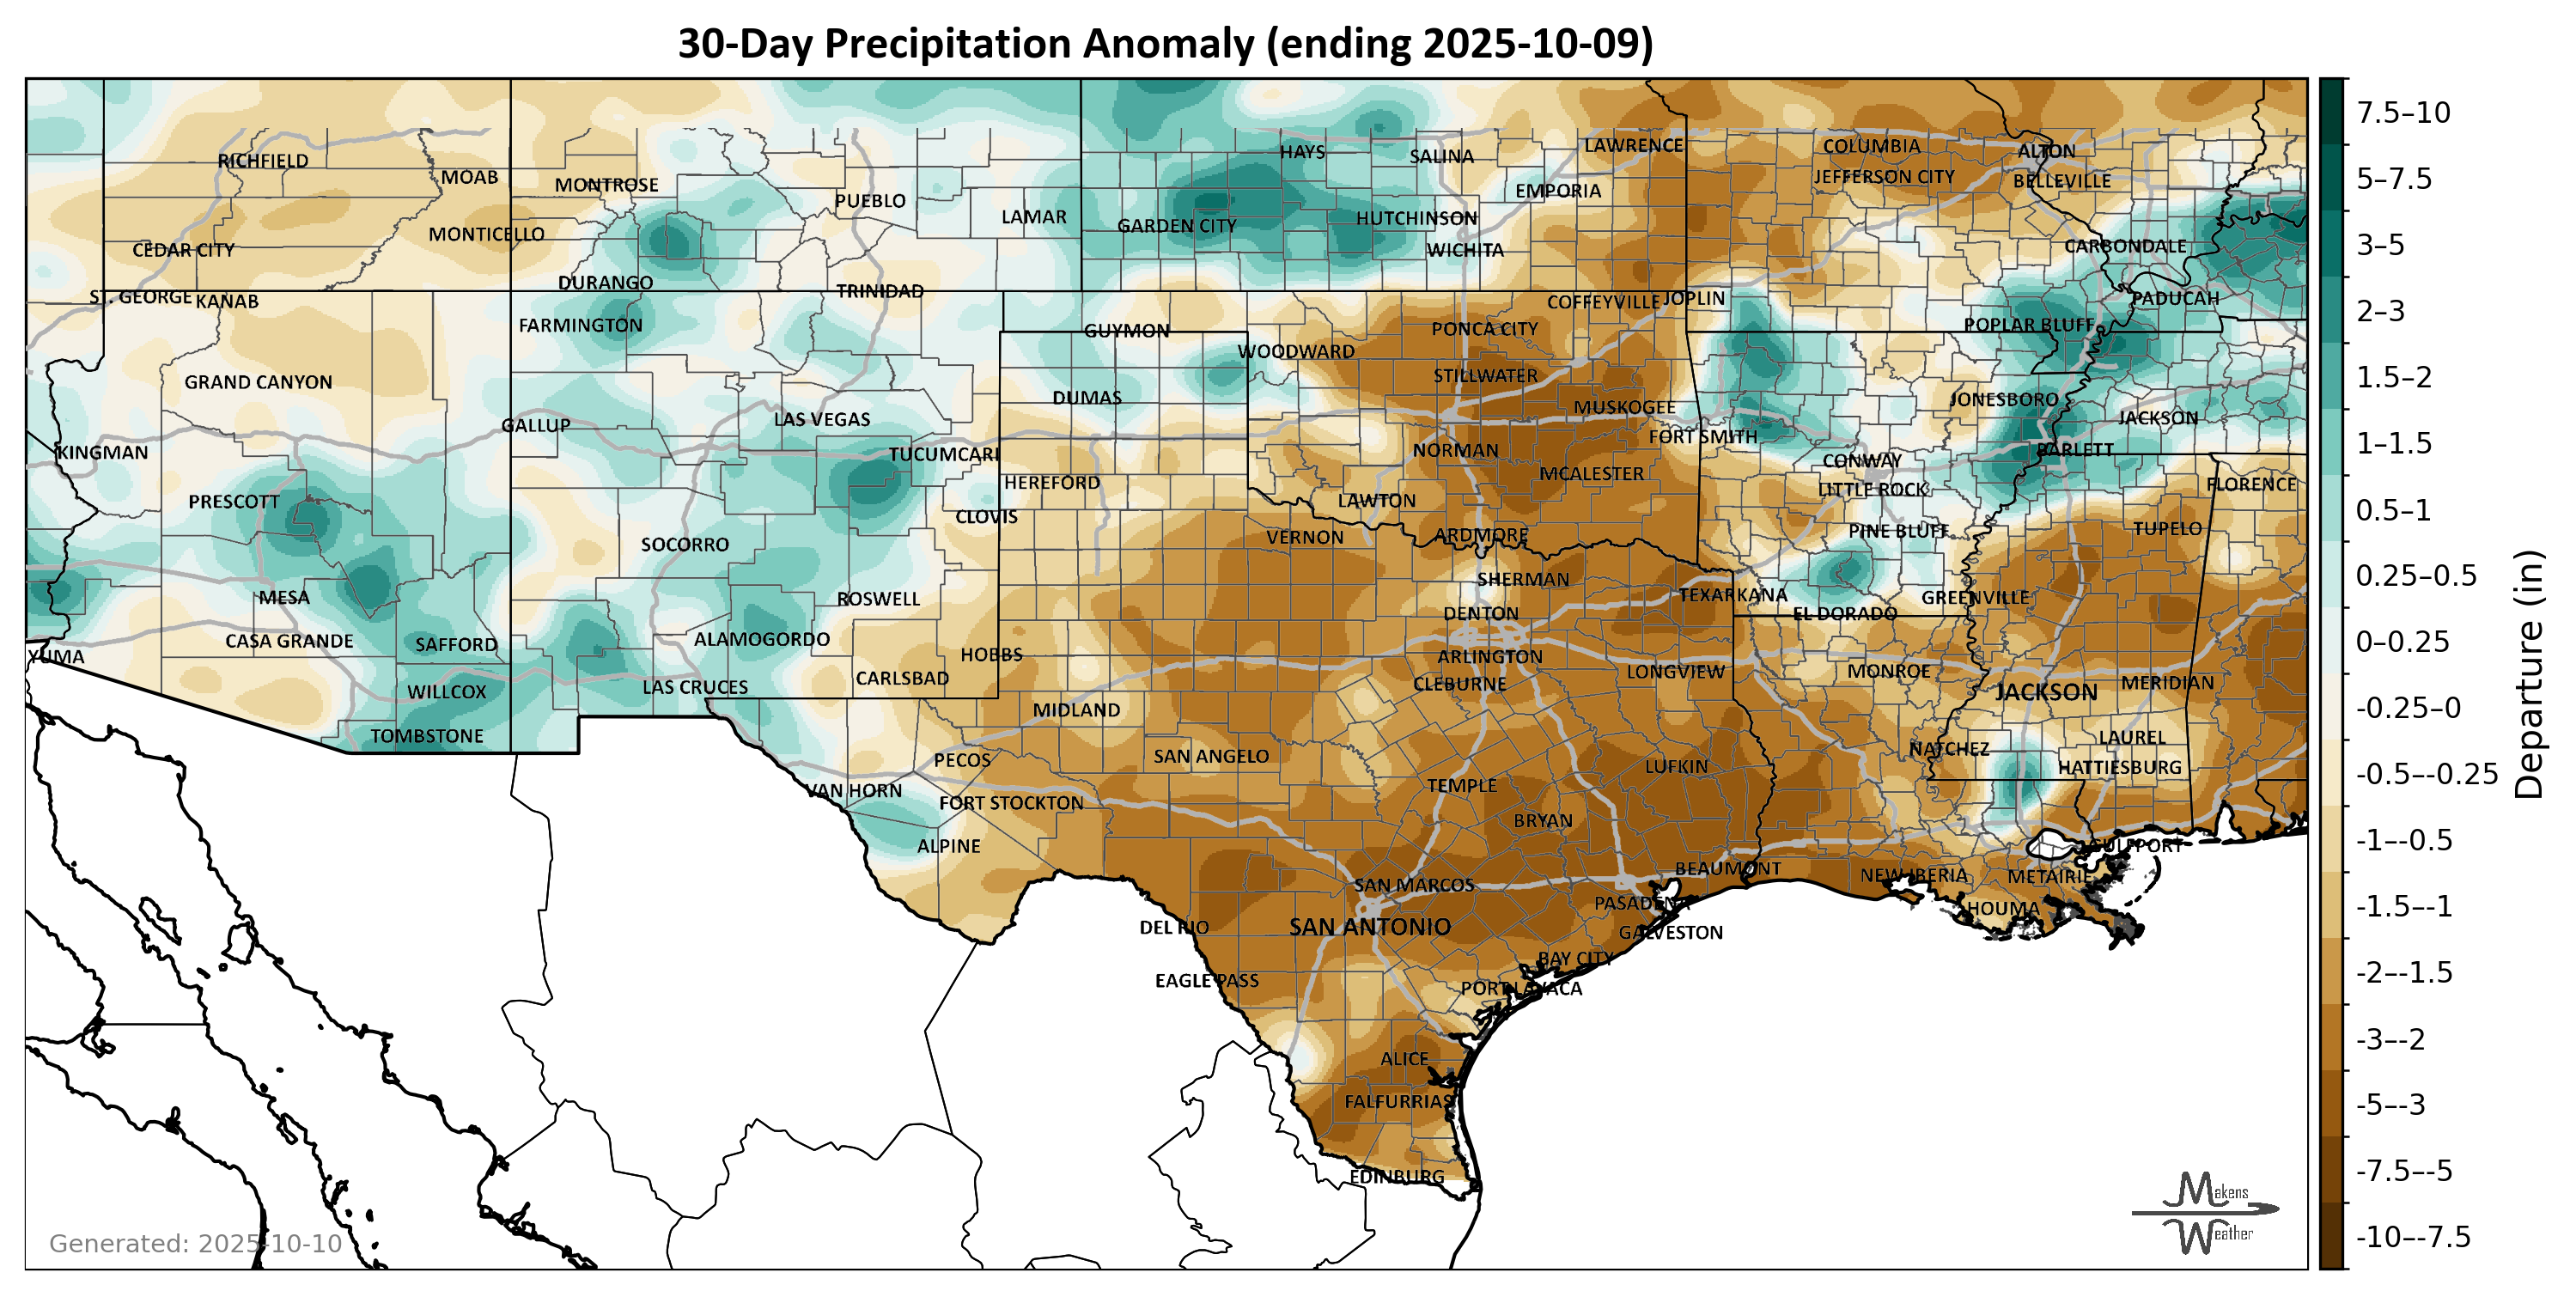 30-Day Precipitation Anomaly (ending 2025-10-09)
RICHFIELD
MOAB
MONTROSE
PUEBLO
LAMAR
HAYS
SALINA
LAWRENCE
COLUMBIA
ALTON
JEFFERSON CITY
BELLEVILLE
EMPORIA
GARDEN CITY
HUTCHINSON
WICHITA
CEDAR CITY
MONTICELLO
CARBONDALE
DURANGO
TRINIDAD
ST. GEORGE
KANAB
COFFEYVILLE
JOPLIN
PADUCAH
FARMINGTON
GUYMON
PONCA CITY
POPLAR BLUFF
WOODWARD
GRAND CANYON
STILLWATER
DUMAS
MUSKOGEE
JONESBORO
JACKSON
GALLUP
LAS VEGAS
FORT SMITH
KINGMAN
TUCUMCARI
NORMAN
BARLETT
CONWAY
MCALESTER
HEREFORD
LITTLE ROCK
FLORENCE
PRESCOTT
LAWTON
CLOVIS
PINE BLUFF
TUPELO
SOCORRO
VERNON
ARDMORE
SHERMAN
MESA
ROSWELL
TEXARKANA
GREENVILLE
DENTON
EL DORADO
CASA GRANDE
SAFFORD
ALAMOGORDO
YUMA
HOBBS
ARLINGTON
LONGVIEW
MONROE
CARLSBAD
CLEBURNE
MERIDIAN
WILLCOX
LAS CRUCES
JACKSON
MIDLAND
TOMBSTONE
LAUREL
NATCHEZ
PECOS
SAN ANGELO
LUFKIN
HATTIESBURG
VAN HORN
TEMPLE
FORT STOCKTON
BRYAN
ALPINE
GULFPORT
BEAUMONT
NEW IBERIA
METAIRIE
SAN MARCOS
PASADENA
HOUMA
DEL RIO
SAN ANTONIO
GALVESTON
BAY CITY
EAGLE PASS
PORT LAVACA
ALICE
FALFURRIAS
EDINBURG
Generated: 2025-10-10
Makens
Weather
7.5–10
5–7.5
3–5
2–3
1.5–2
1–1.5
0.5–1
0.25–0.5
0–0.25
-0.25–0
-0.5–-0.25
-1–-0.5
-1.5–-1
-2–-1.5
-3–-2
-5–-3
-7.5–-5
-10–-7.5
Departure (in)